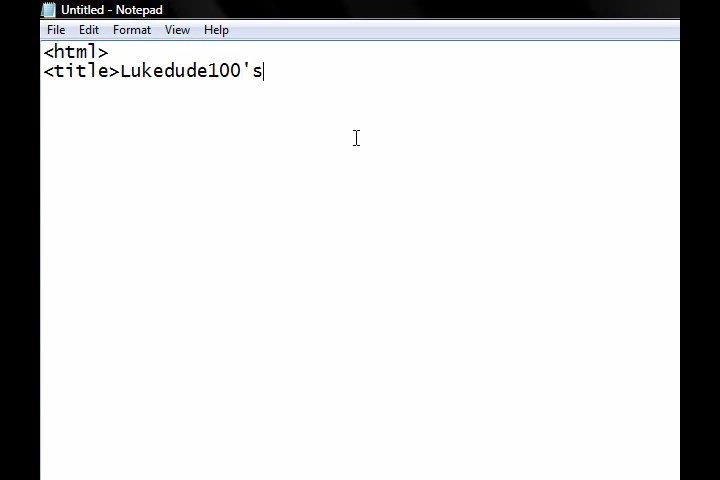 Untitled - Notepad
File Edit Format View Help
<html>
<title>Lukedude100's